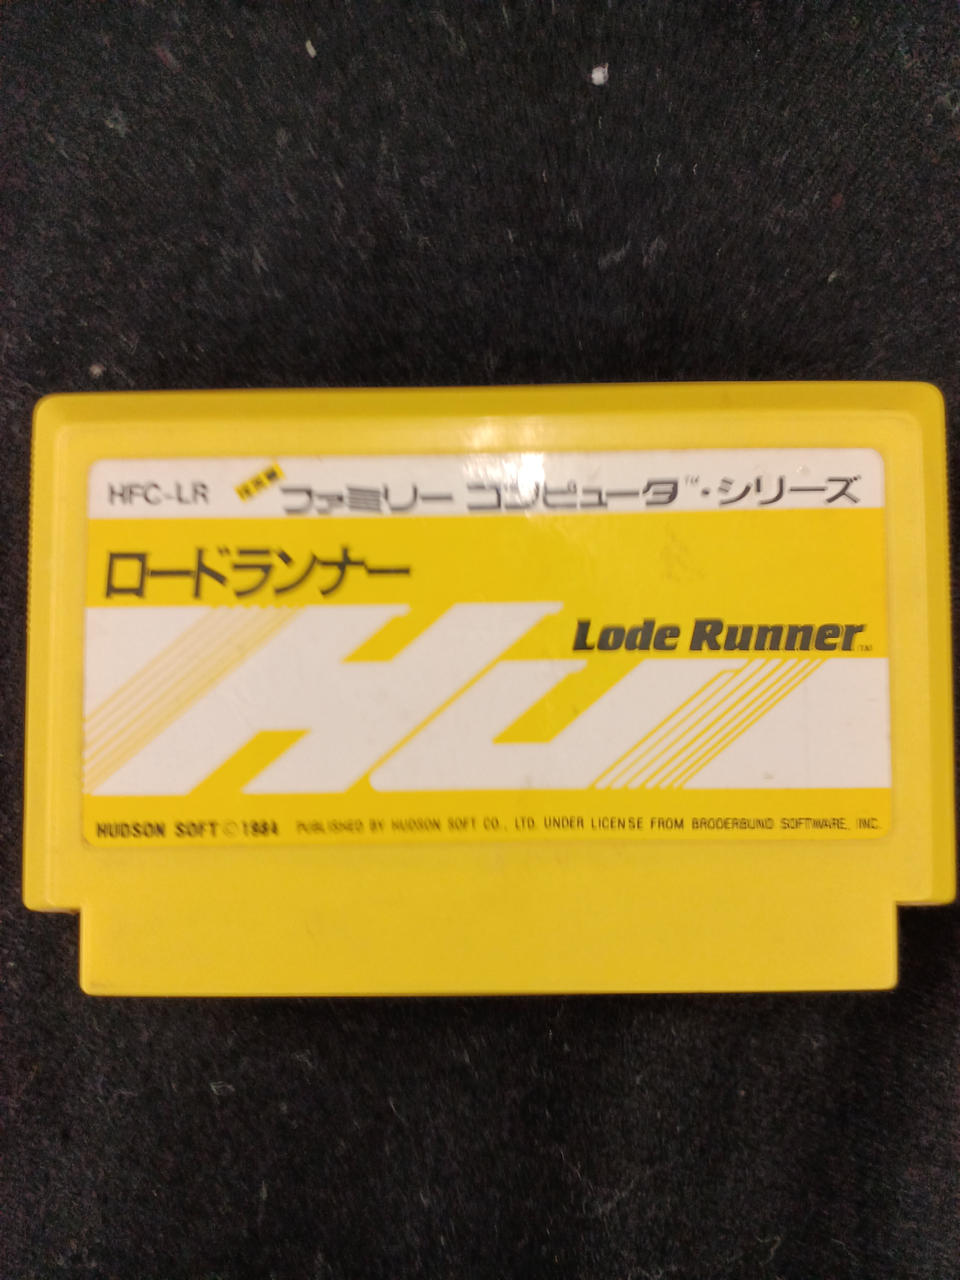 HFC-LR ファミリー コンピュータ™・シリーズ
ロードランナー
Lode Runner™
HU
HUDSON SOFT © 1984 PUBLISHED BY HUDSON SOFT CO., LTD. UNDER LICENSE FROM BRODERBUND SOFTWARE, INC.